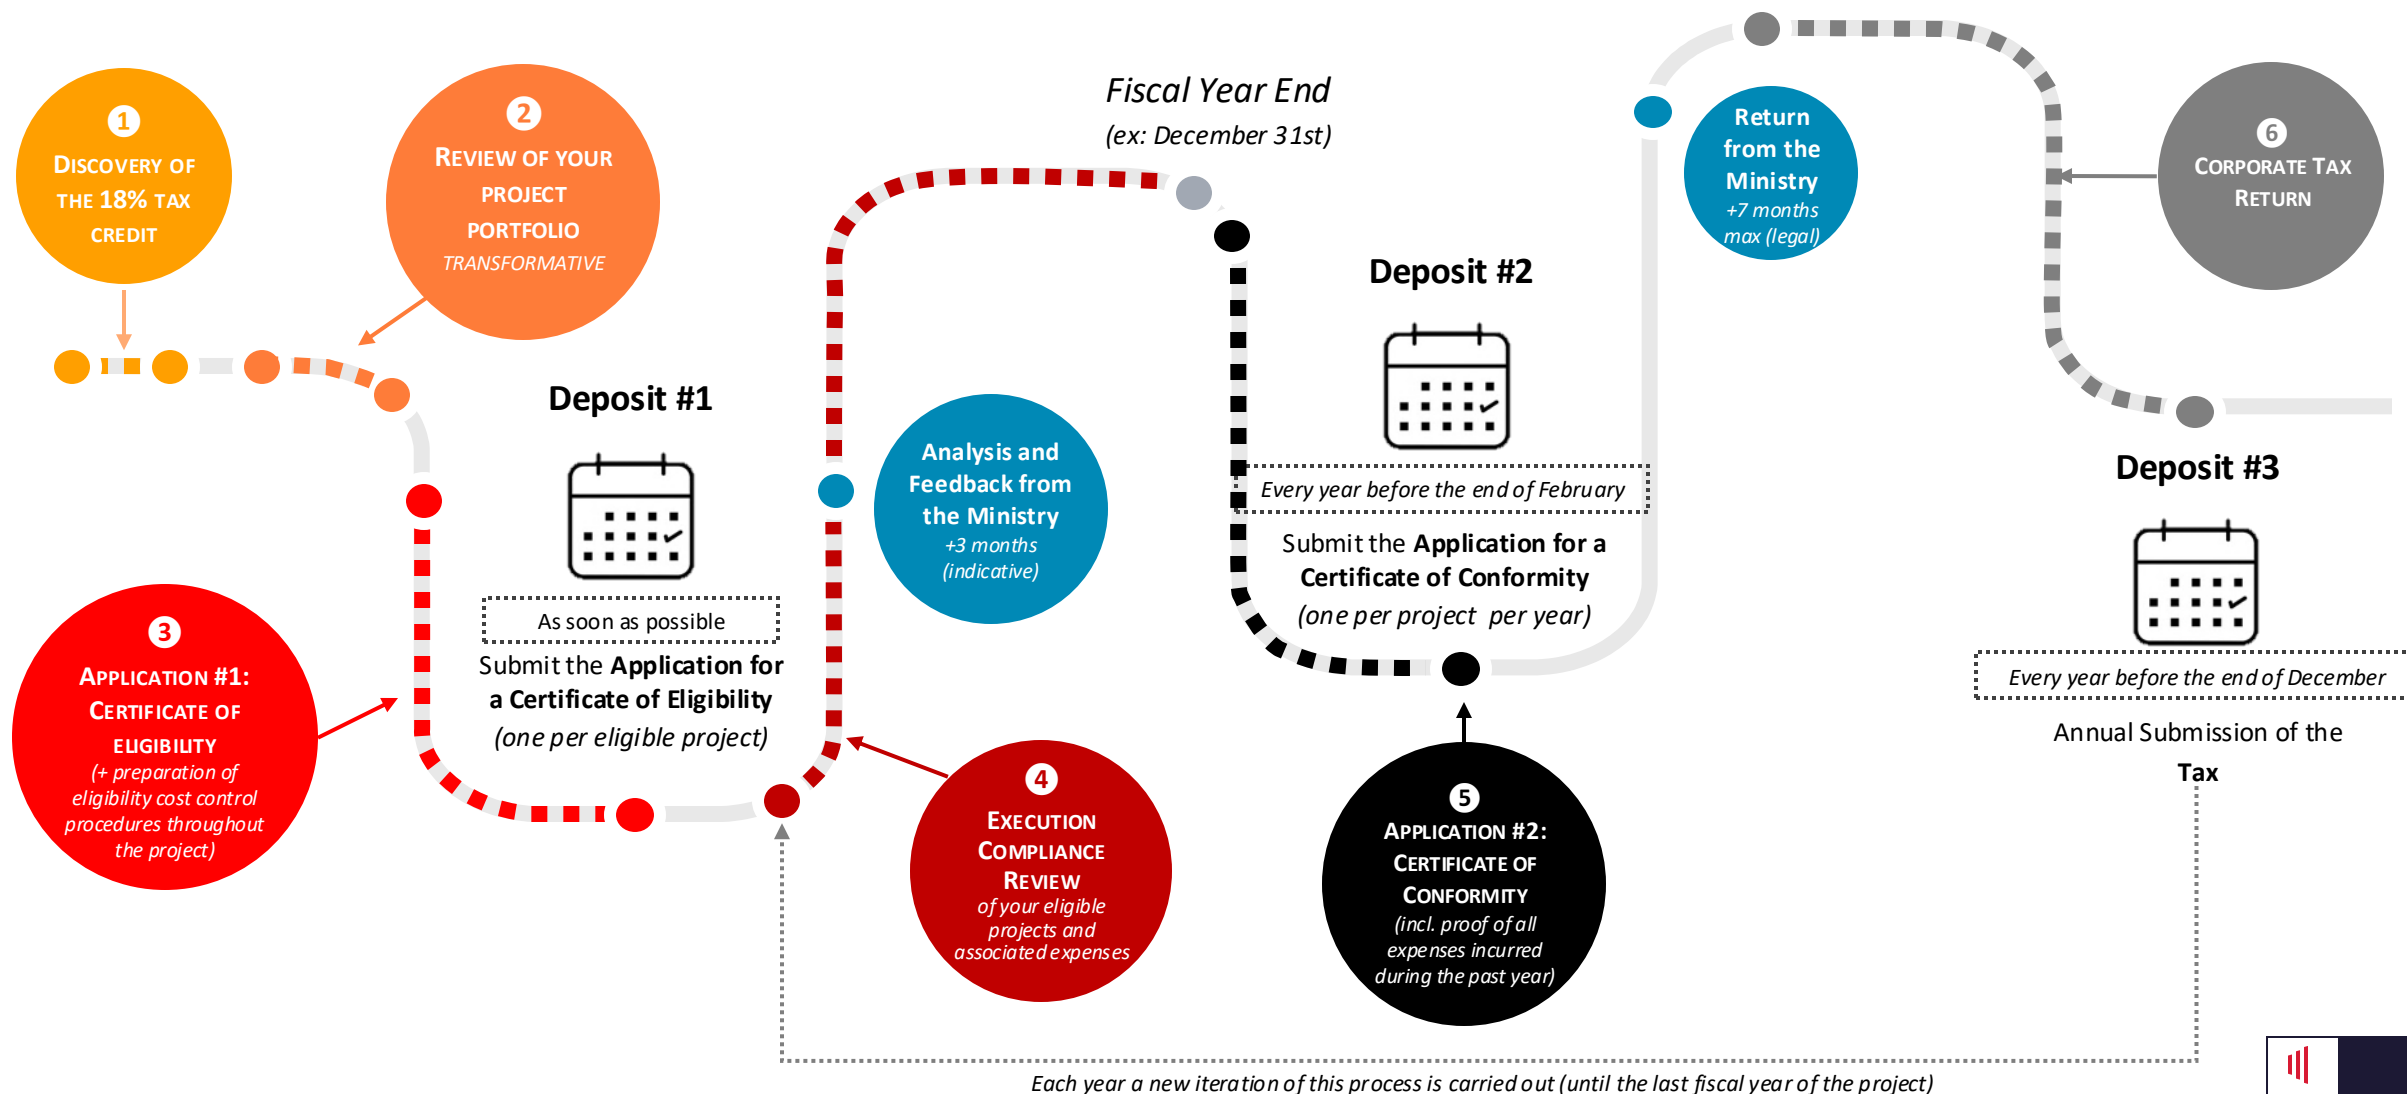 1
DISCOVERY OF
THE 18% TAX
CREDIT
2
REVIEW OF YOUR
PROJECT
PORTFOLIO
TRANSFORMATIVE
3
APPLICATION #1:
CERTIFICATE OF
ELIGIBILITY
(+ preparation of
eligibility cost control
procedures throughout
the project)
Deposit #1
As soon as possible
Submit the Application for
a Certificate of Eligibility
(one per eligible project)
Analysis and
Feedback from
the Ministry
+3 months
(indicative)
4
EXECUTION
COMPLIANCE
REVIEW
of your eligible
projects and
associated expenses
Fiscal Year End
(ex: December 31st)
Deposit #2
Every year before the end of February
Submit the Application for a
Certificate of Conformity
(one per project per year)
5
APPLICATION #2:
CERTIFICATE OF
CONFORMITY
(incl. proof of all
expenses incurred
during the past year)
Return
from the
Ministry
+7 months
max (legal)
6
CORPORATE TAX
RETURN
Deposit #3
Every year before the end of December
Annual Submission of the
Tax
Each year a new iteration of this process is carried out (until the last fiscal year of the project)